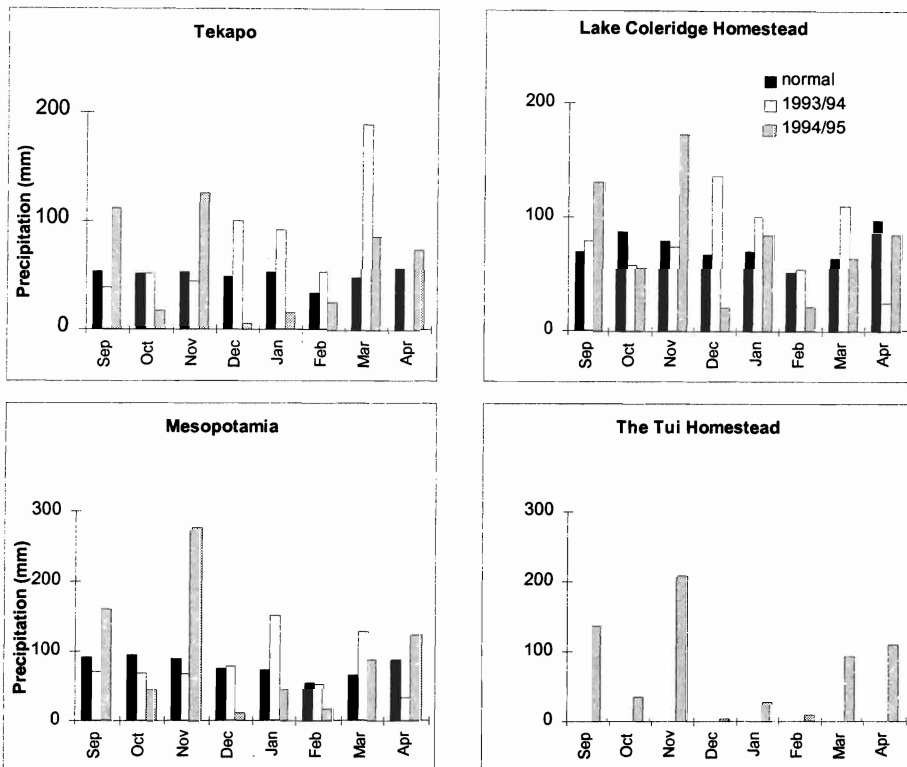 Tekapo
Precipitation (mm)
200
100
0
Sep Oct Nov Dec Jan Feb Mar Apr
Lake Coleridge Homestead
normal
1993/94
1994/95
200
100
0
Sep Oct Nov Dec Jan Feb Mar Apr
Mesopotamia
Precipitation (mm)
300
200
100
0
Sep Oct Nov Dec Jan Feb Mar Apr
The Tui Homestead
300
200
100
0
Sep Oct Nov Dec Jan Feb Mar Apr